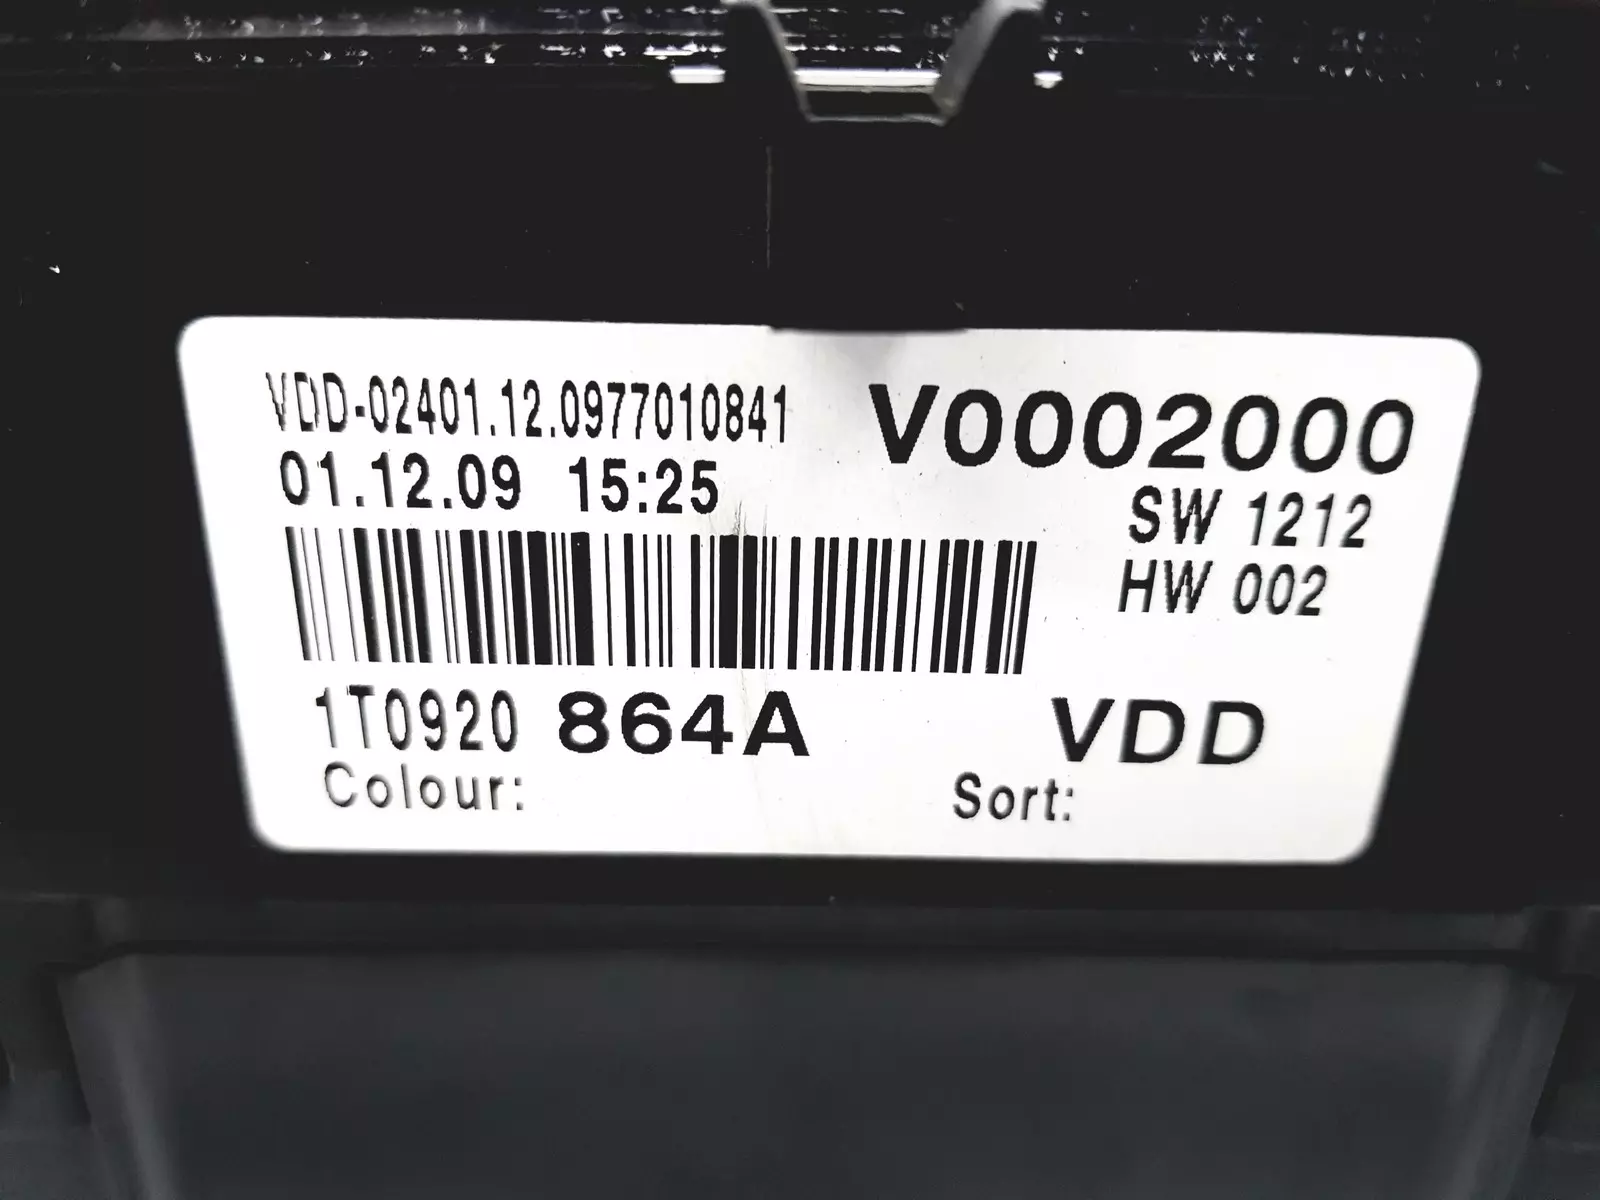 VDD-02401.12.0977010841 V0002000
01.12.09 15:25 SW 1212
HW 002
1T0920 864A VDD
Colour: Sort: